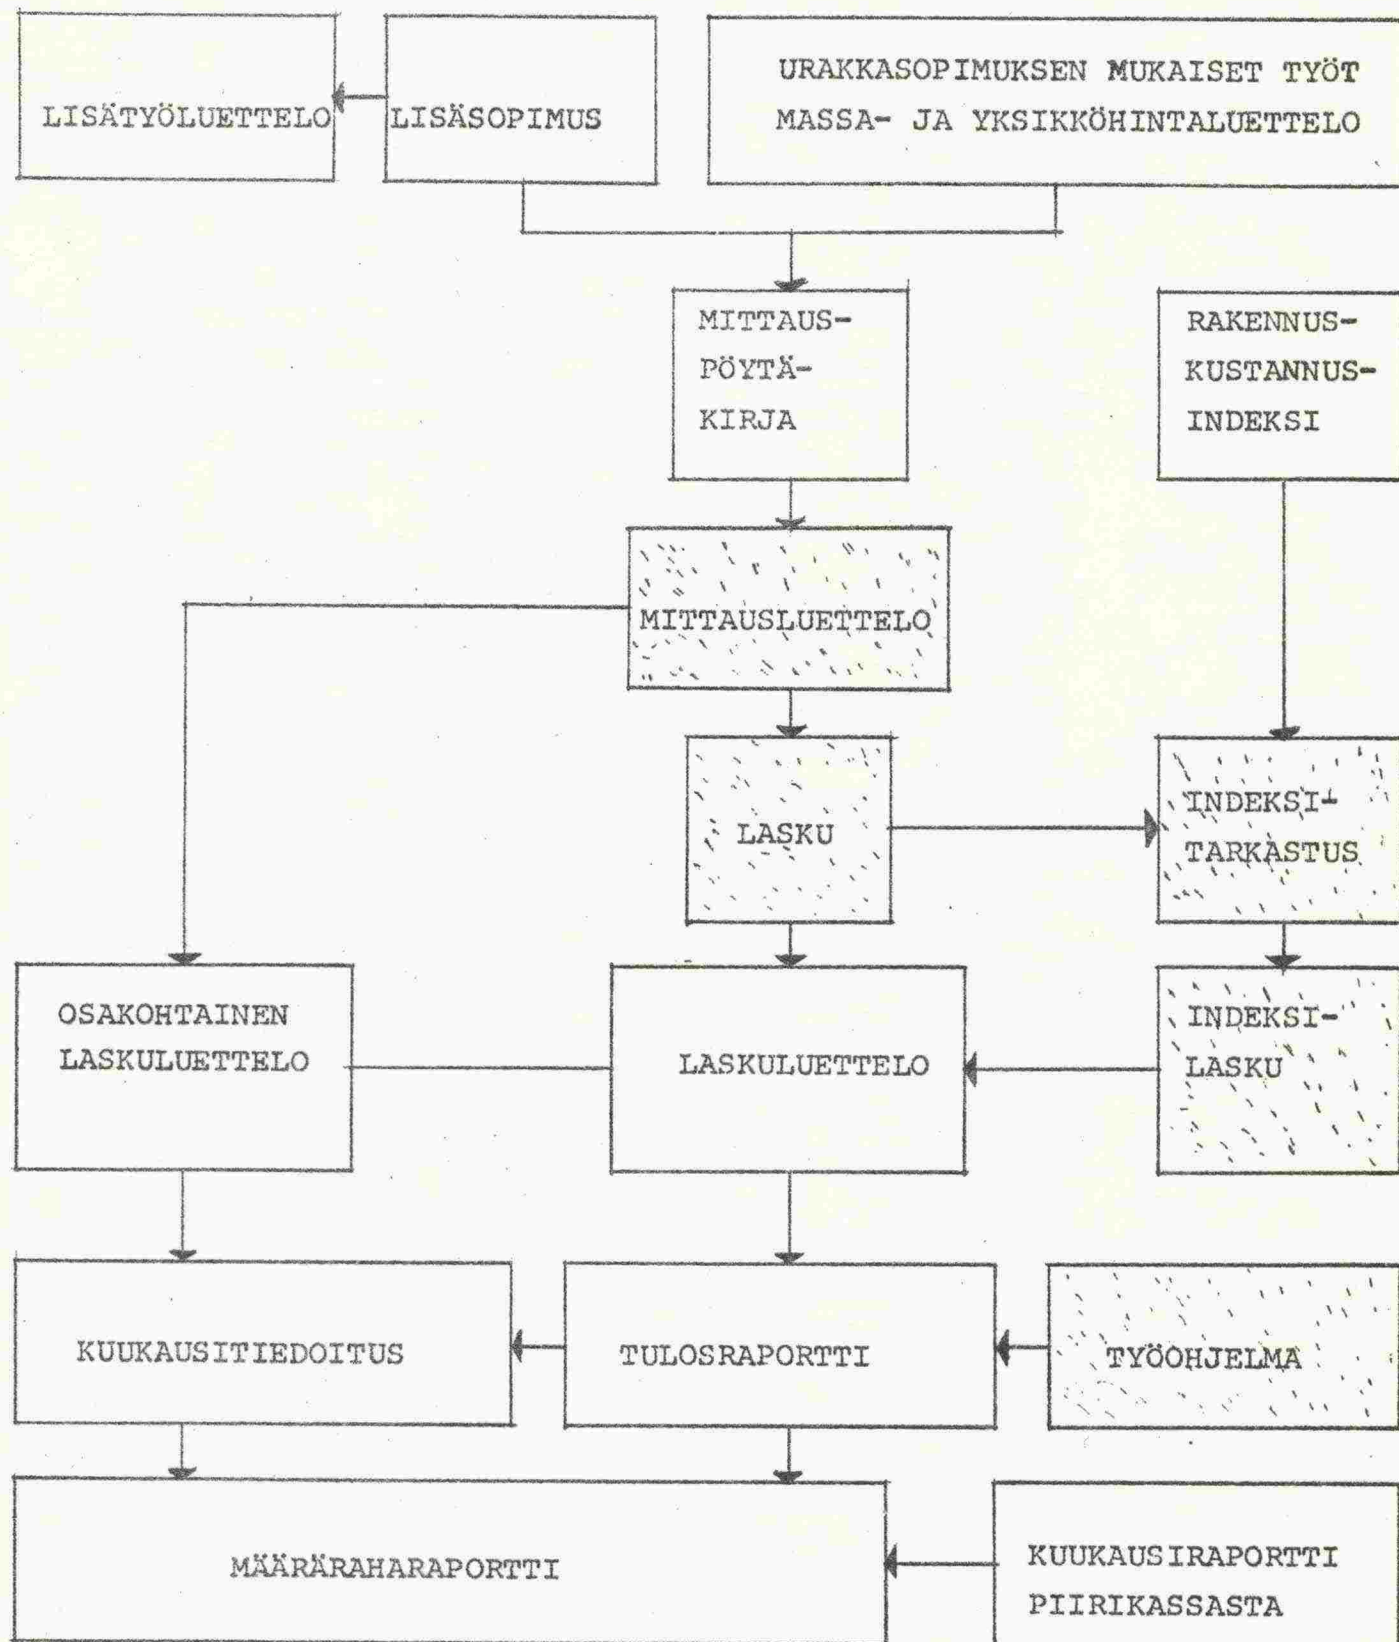 LISÄTYÖLUETTELO
LISÄSOPIMUS
URAKKASOPIMUKSEN MUKAISET TYÖT
MASSA- JA YKSIKKÖHINTALUETTELO
MITTAUS-
PÖYTÄ-
KIRJA
RAKENNUS-
KUSTANNUS-
INDEKSI
MITTAUSLUETTELO
LASKU
INDEKSI-
TARKASTUS
OSAKOHTAINEN
LASKULUETTELO
LASKULUETTELO
INDEKSI-
LASKU
KUUKAUSITIEDOITUS
TULOSRAPORTTI
TYÖOHJELMA
MÄÄRÄRAHARAPORTTI
KUUKAUSIRAPORTTI
PIIRIKASSASTA